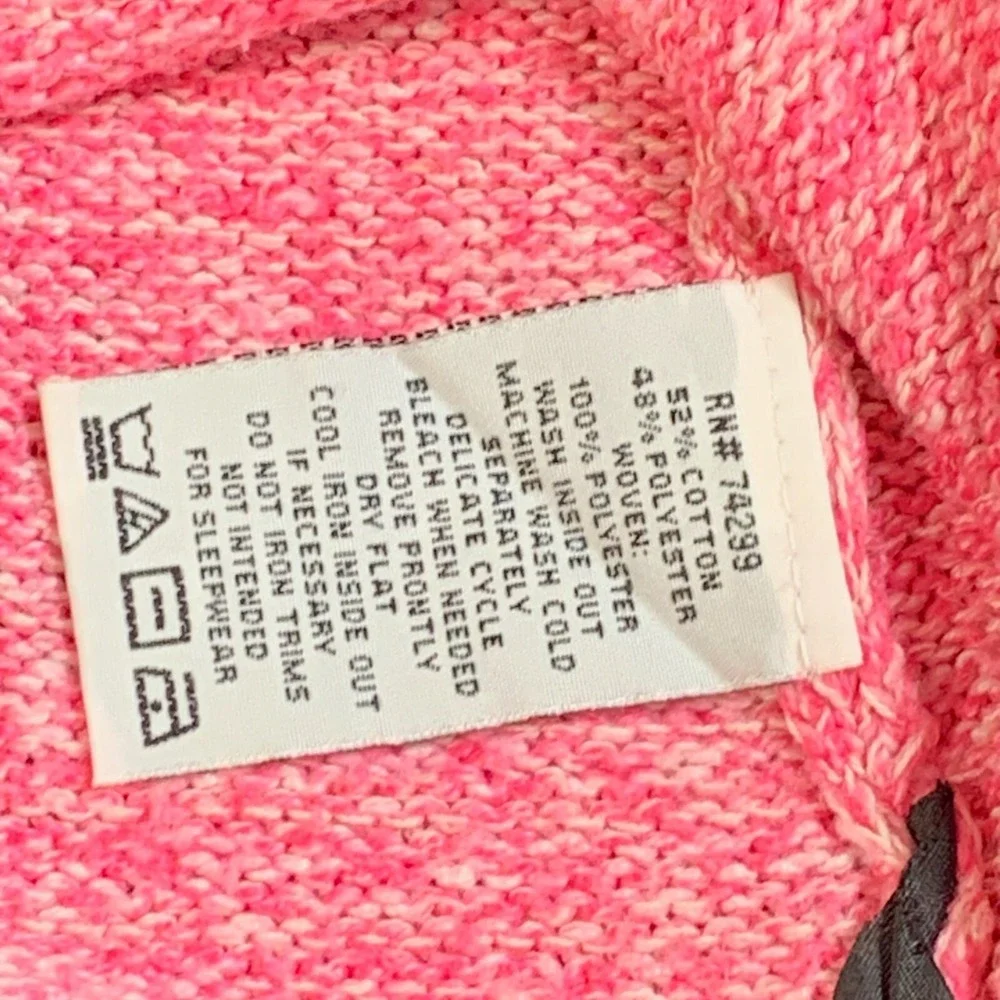 RN# 74299
52% COTTON
48% POLYESTER
WOVEN:
100% POLYESTER
WASH INSIDE OUT
MACHINE WASH COLD
SEPARATELY
DELICATE CYCLE
BLEACH WHEN NEEDED
REMOVE PRONTLY
DRY FLAT
COOL IRON INSIDE OUT
IF NECESSARY
DO NOT IRON TRIMS
NOT INTENDED
FOR SLEEPWEAR